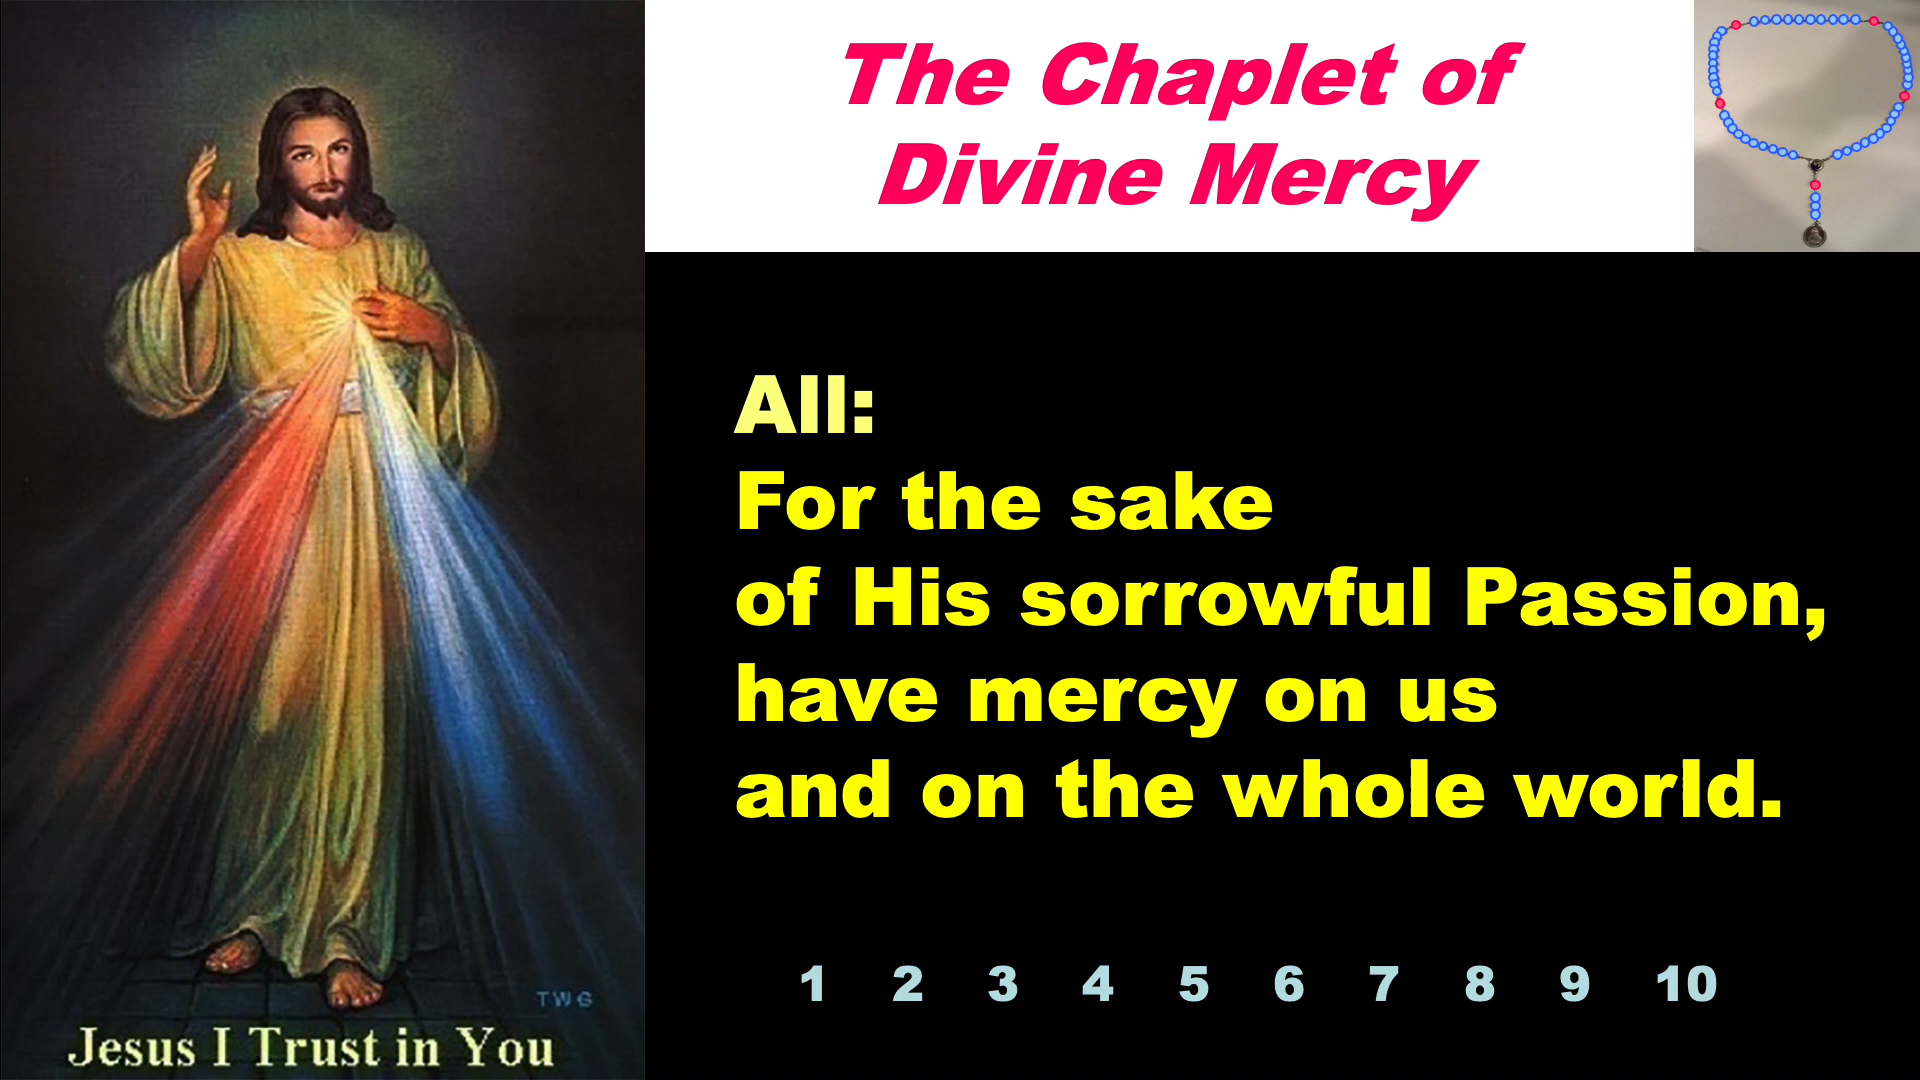 The Chaplet of
Divine Mercy
All:
For the sake
of His sorrowful Passion,
have mercy on us
and on the whole world.
1 2 3 4 5 6 7 8 9 10
TWG
Jesus I Trust in You